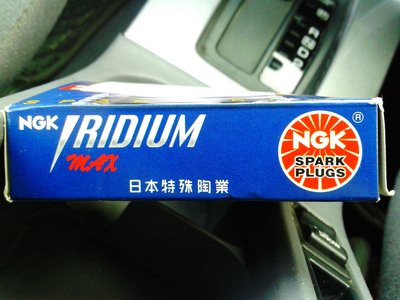 NGK IRIDIUM
MAX
日本特殊陶業
NGK
SPARK
PLUGS
®